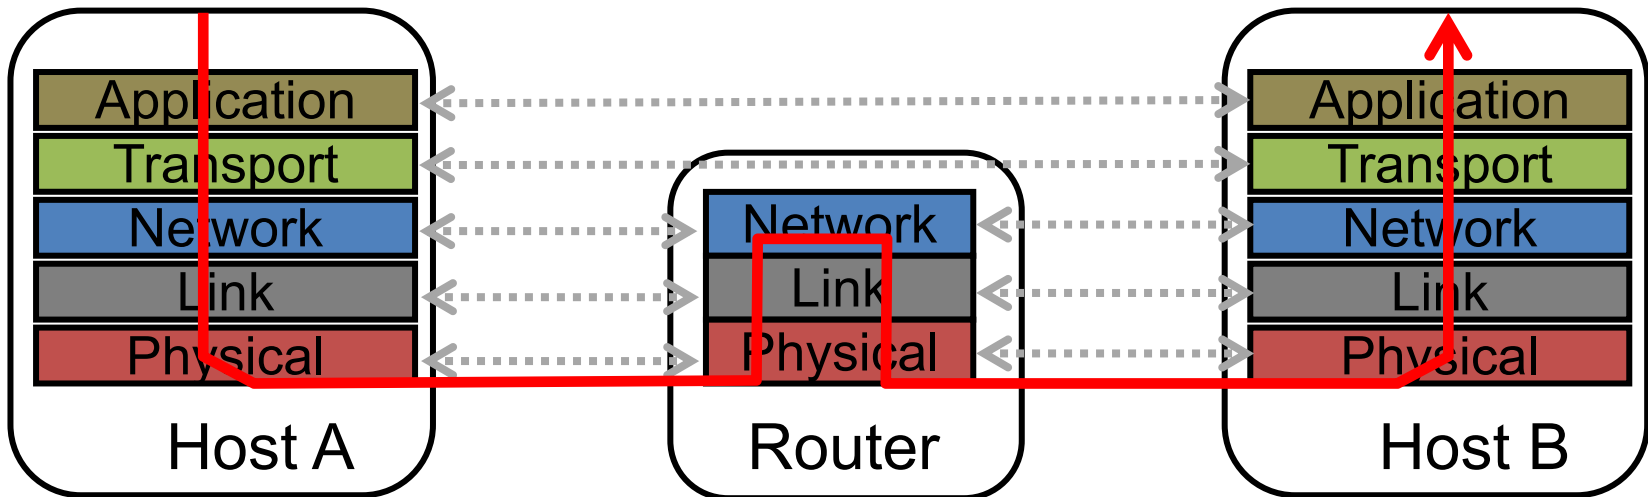 Application
Transport
Network
Link
Physical
Host A
Network
Link
Physical
Router
Application
Transport
Network
Link
Physical
Host B